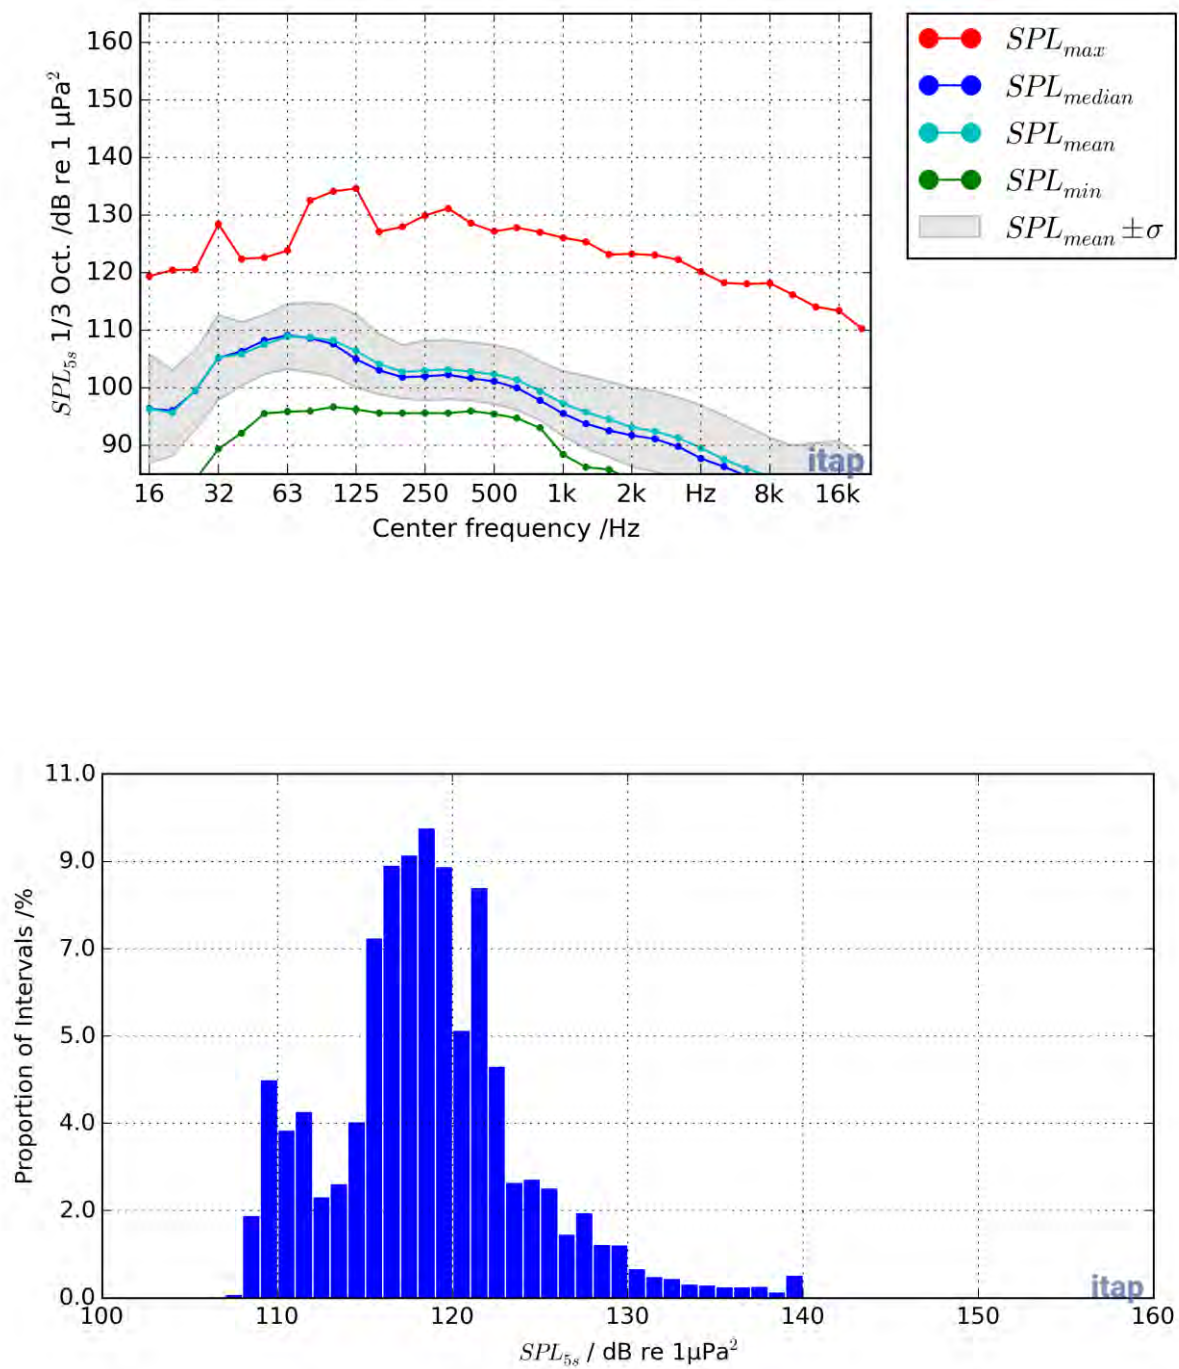 160
150
140
130
120
110
100
90
SPL5s 1/3 Oct. /dB re 1 µPa²
16 32 63 125 250 500 1k 2k Hz 8k 16k
Center frequency /Hz
itap
SPLmax
SPLmedian
SPLmean
SPLmin
SPLmean ±σ
11.0
9.0
7.0
5.0
4.0
2.0
0.0
Proportion of Intervals /%
100 110 120 130 140 150 160
SPL5s / dB re 1µPa²
itap